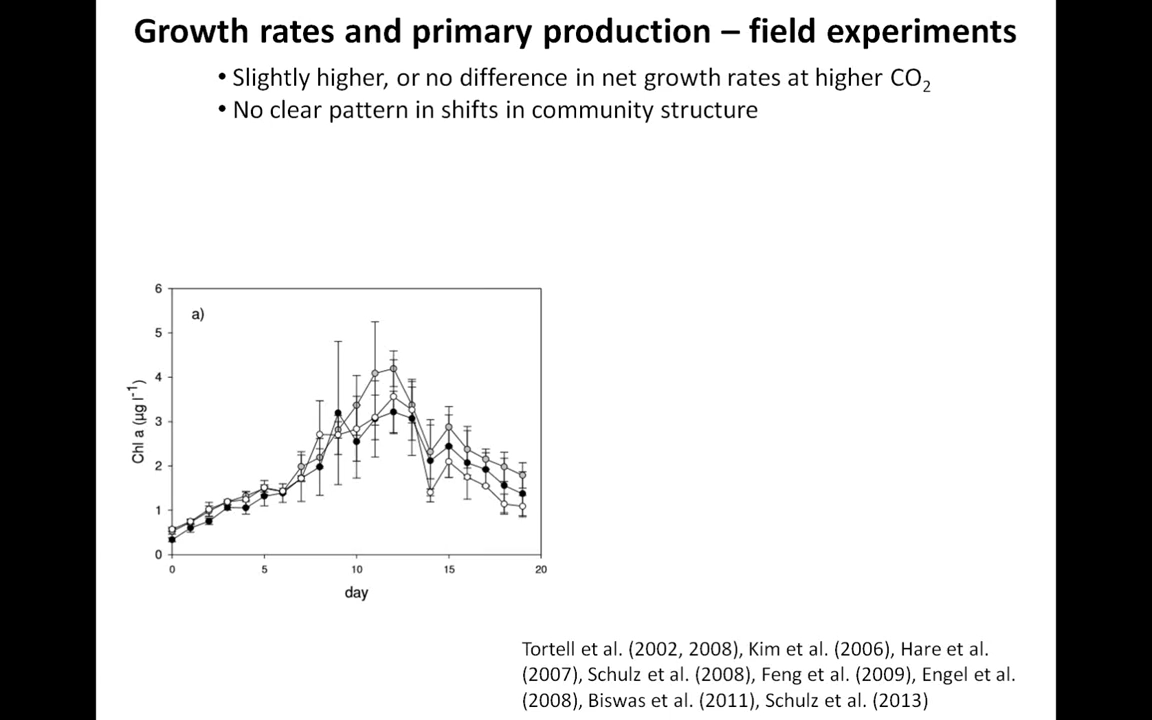 Growth rates and primary production – field experiments
• Slightly higher, or no difference in net growth rates at higher CO₂
• No clear pattern in shifts in community structure
a)
Chl a (µg l⁻¹)
6
5
4
3
2
1
0
0 5 10 15 20
day
Tortell et al. (2002, 2008), Kim et al. (2006), Hare et al.
(2007), Schulz et al. (2008), Feng et al. (2009), Engel et al.
(2008), Biswas et al. (2011), Schulz et al. (2013)